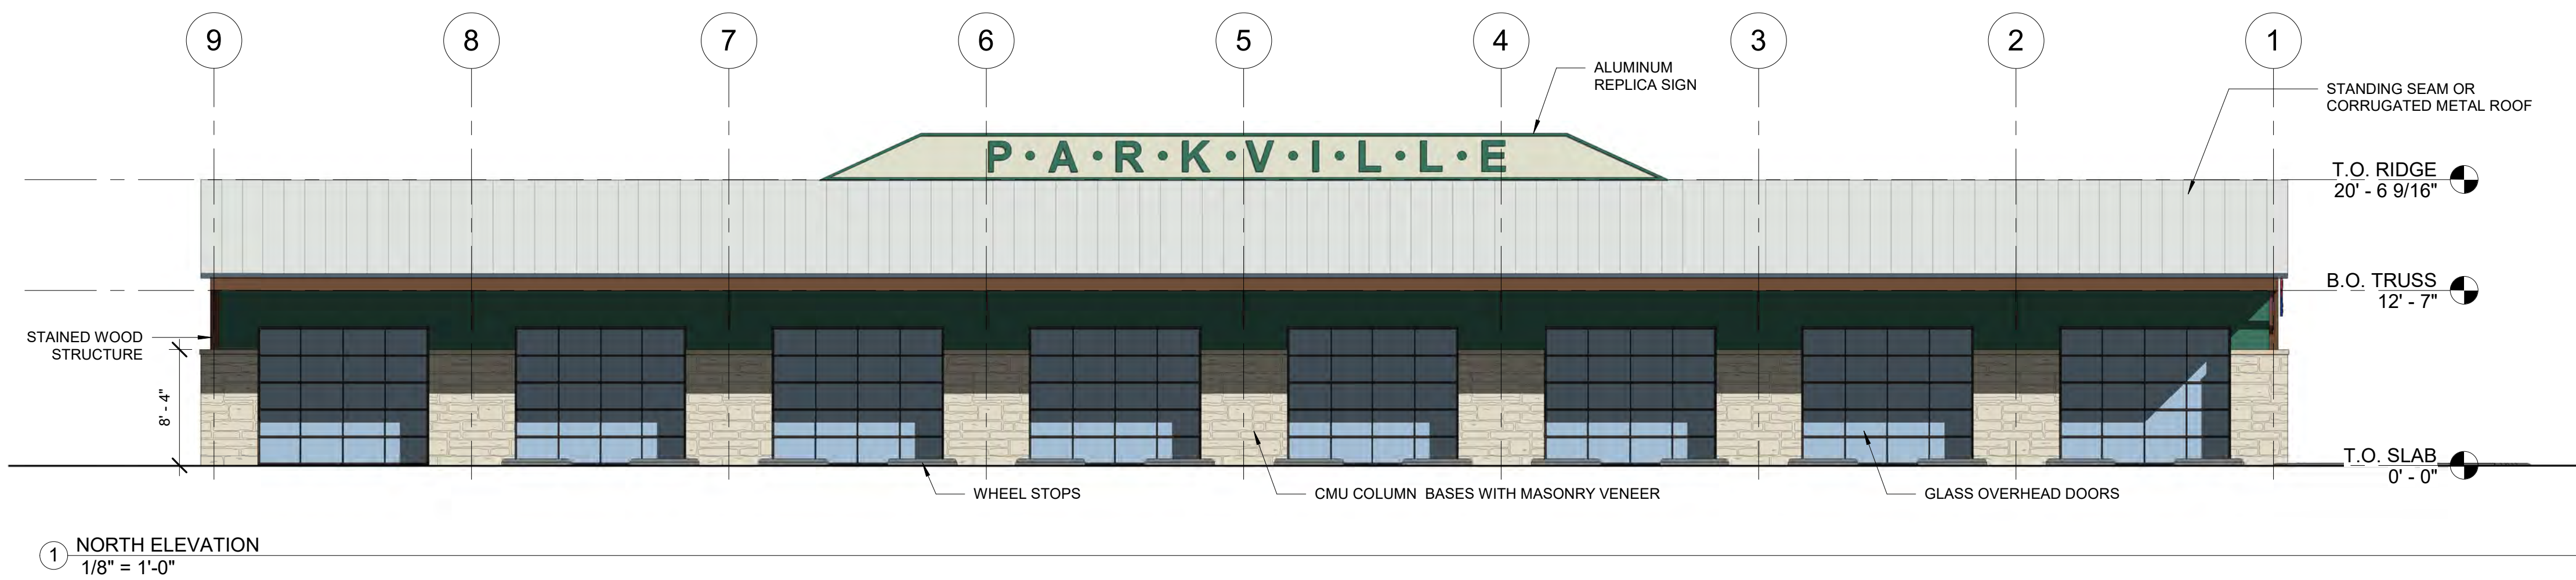 9 8 7 6 5 4 3 2 1
ALUMINUM
REPLICA SIGN
STANDING SEAM OR
CORRUGATED METAL ROOF
P•A•R•K•V•I•L•L•E
T.O. RIDGE
20' - 6 9/16"
B.O. TRUSS
12' - 7"
STAINED WOOD
STRUCTURE
8' - 4"
T.O. SLAB
0' - 0"
WHEEL STOPS
CMU COLUMN BASES WITH MASONRY VENEER
GLASS OVERHEAD DOORS
1 NORTH ELEVATION
1/8" = 1'-0"